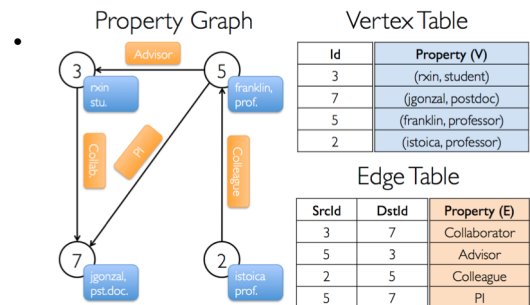 Property Graph
Advisor
3
rxin
stu.
5
franklin,
prof.
Collab.
PI
Colleague
7
jgonzal,
pst.doc.
2
istoica
prof.
Vertex Table
Id Property (V)
3 (rxin, student)
7 (jgonzal, postdoc)
5 (franklin, professor)
2 (istoica, professor)
Edge Table
SrcId DstId Property (E)
3 7 Collaborator
5 3 Advisor
2 5 Colleague
5 7 PI